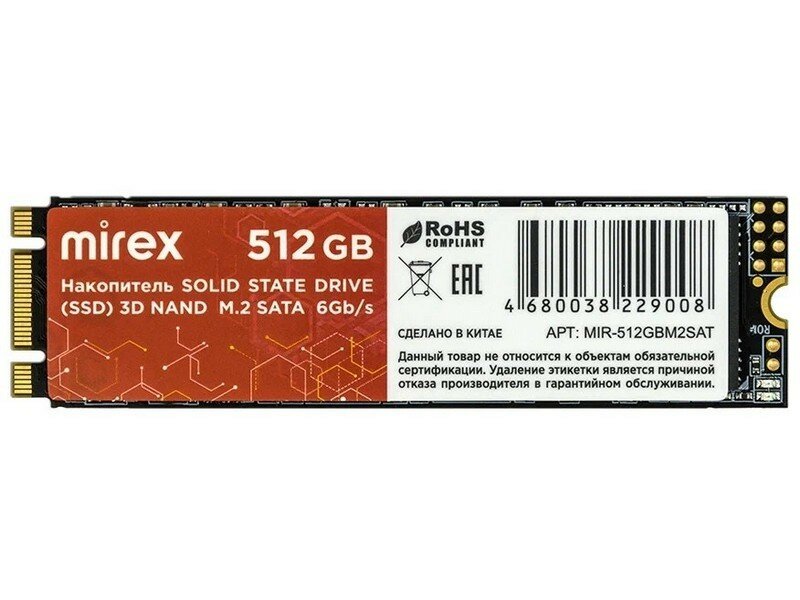 mirex 512 GB
Накопитель SOLID STATE DRIVE
(SSD) 3D NAND M.2 SATA 6Gb/s
RoHS
COMPLIANT
EAC
4 680038 229008
СДЕЛАНО В КИТАЕ АРТ: MIR-512GBM2SAT
Данный товар не относится к объектам обязательной
сертификации. Удаление этикетки является причиной
отказа производителя в гарантийном обслуживании.